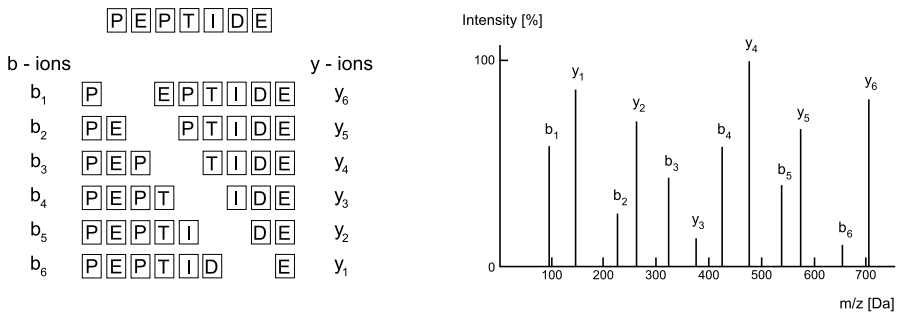 PEPTIDE
b - ions y - ions
b1 P EPTIDE y6
b2 PE PTIDE y5
b3 PEP TIDE y4
b4 PEPT IDE y3
b5 PEPTI DE y2
b6 PEPTID E y1
Intensity [%]
100
0
b1
y1
b2
y2
b3
y3
b4
y4
b5
y5
b6
y6
100 200 300 400 500 600 700
m/z [Da]